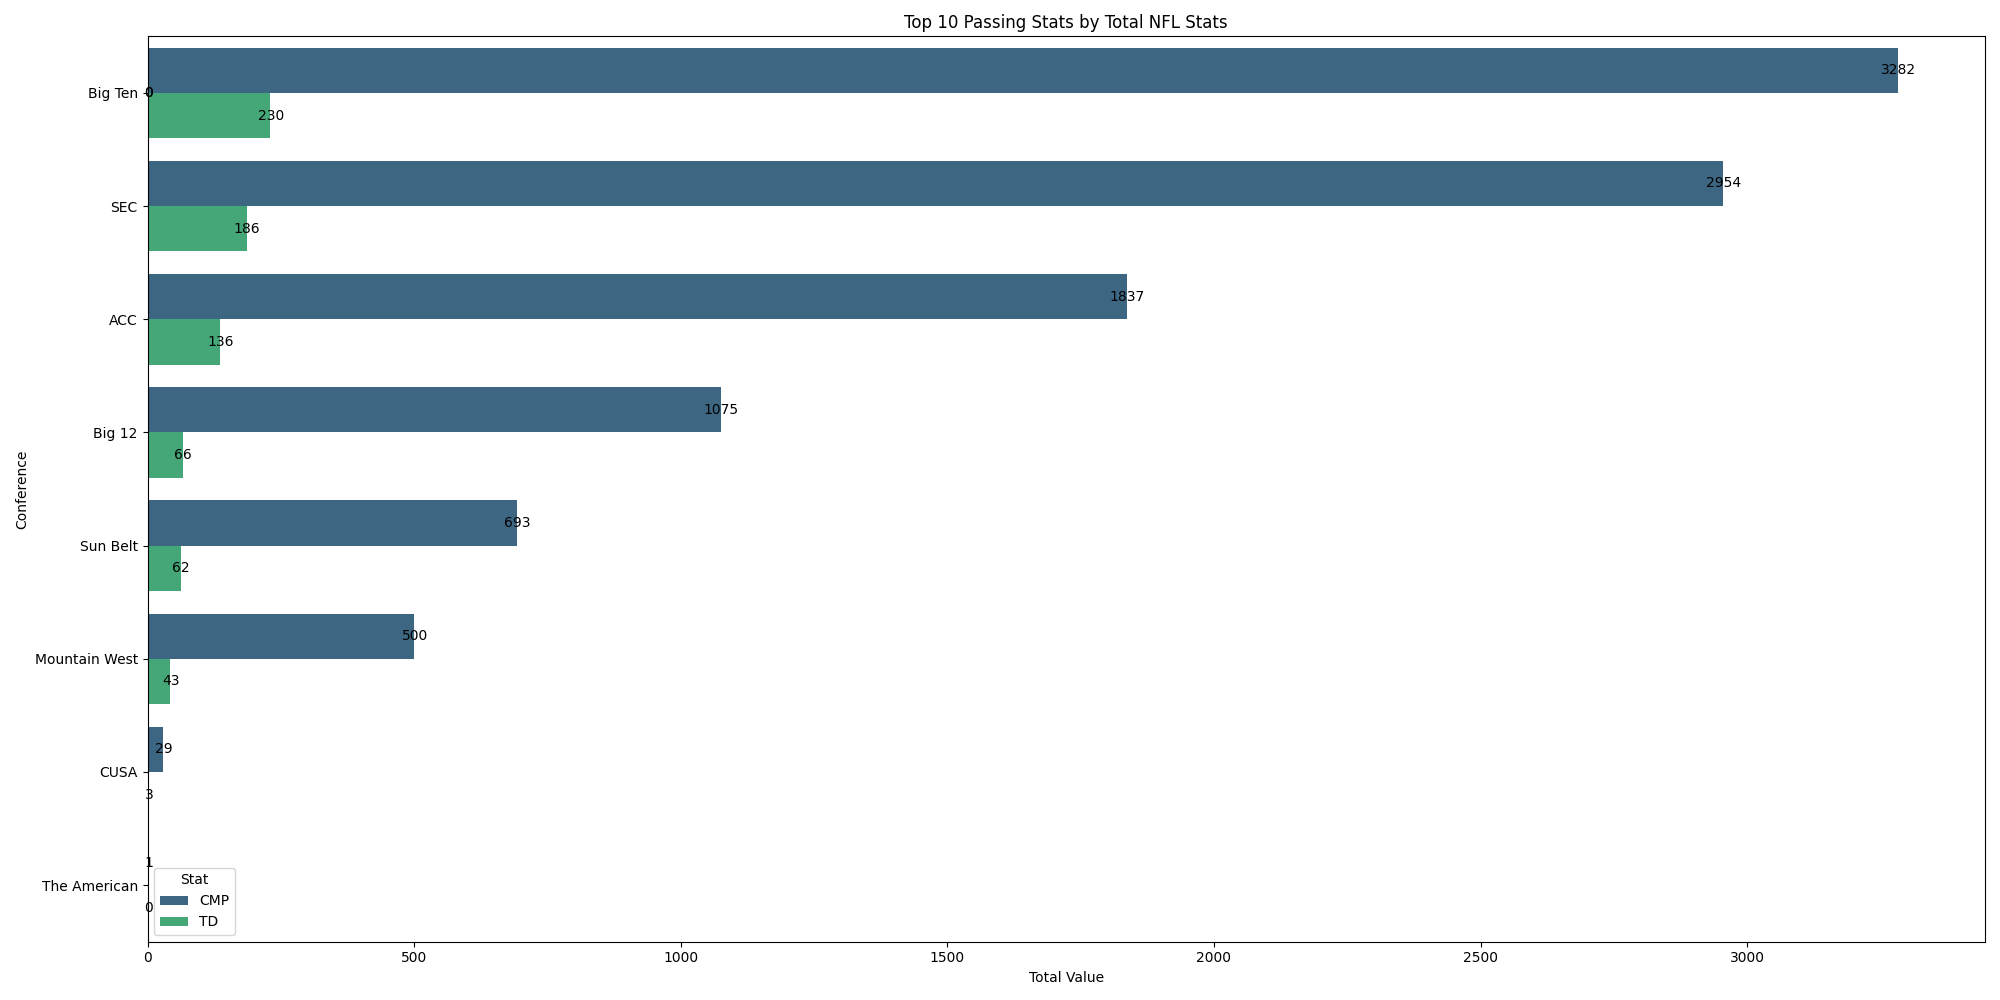 Top 10 Passing Stats by Total NFL Stats
Conference
Big Ten
0
3282
230
SEC
2954
186
ACC
1837
136
Big 12
1075
66
Sun Belt
693
62
Mountain West
500
43
CUSA
29
3
The American
1
0
Stat
CMP
TD
0 500 1000 1500 2000 2500 3000
Total Value